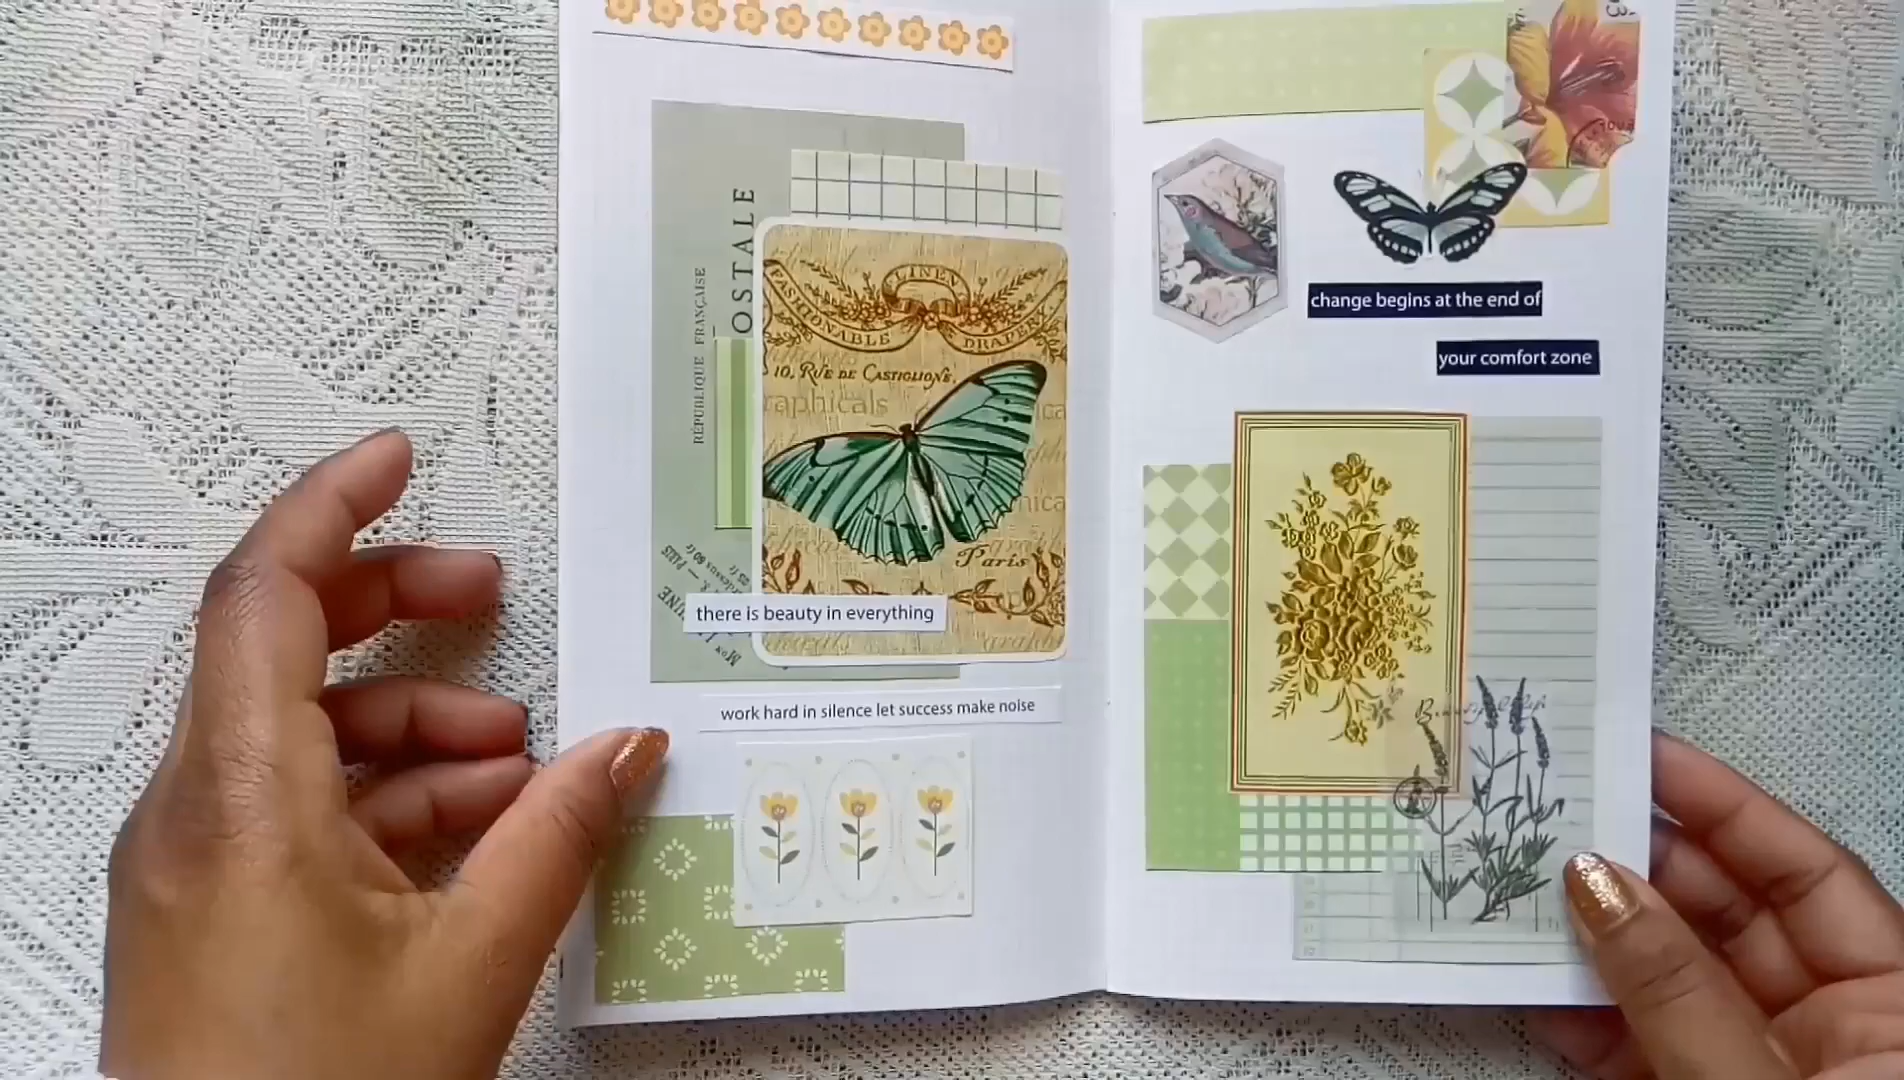 OSTALE
RÉPUBLIQUE FRANÇAISE
LINEN
FASHIONABLE DRAPERY
10, RUE DE CASTIGLIONE.
raphicals
Paris
there is beauty in everything
work hard in silence let success make noise
change begins at the end of
your comfort zone